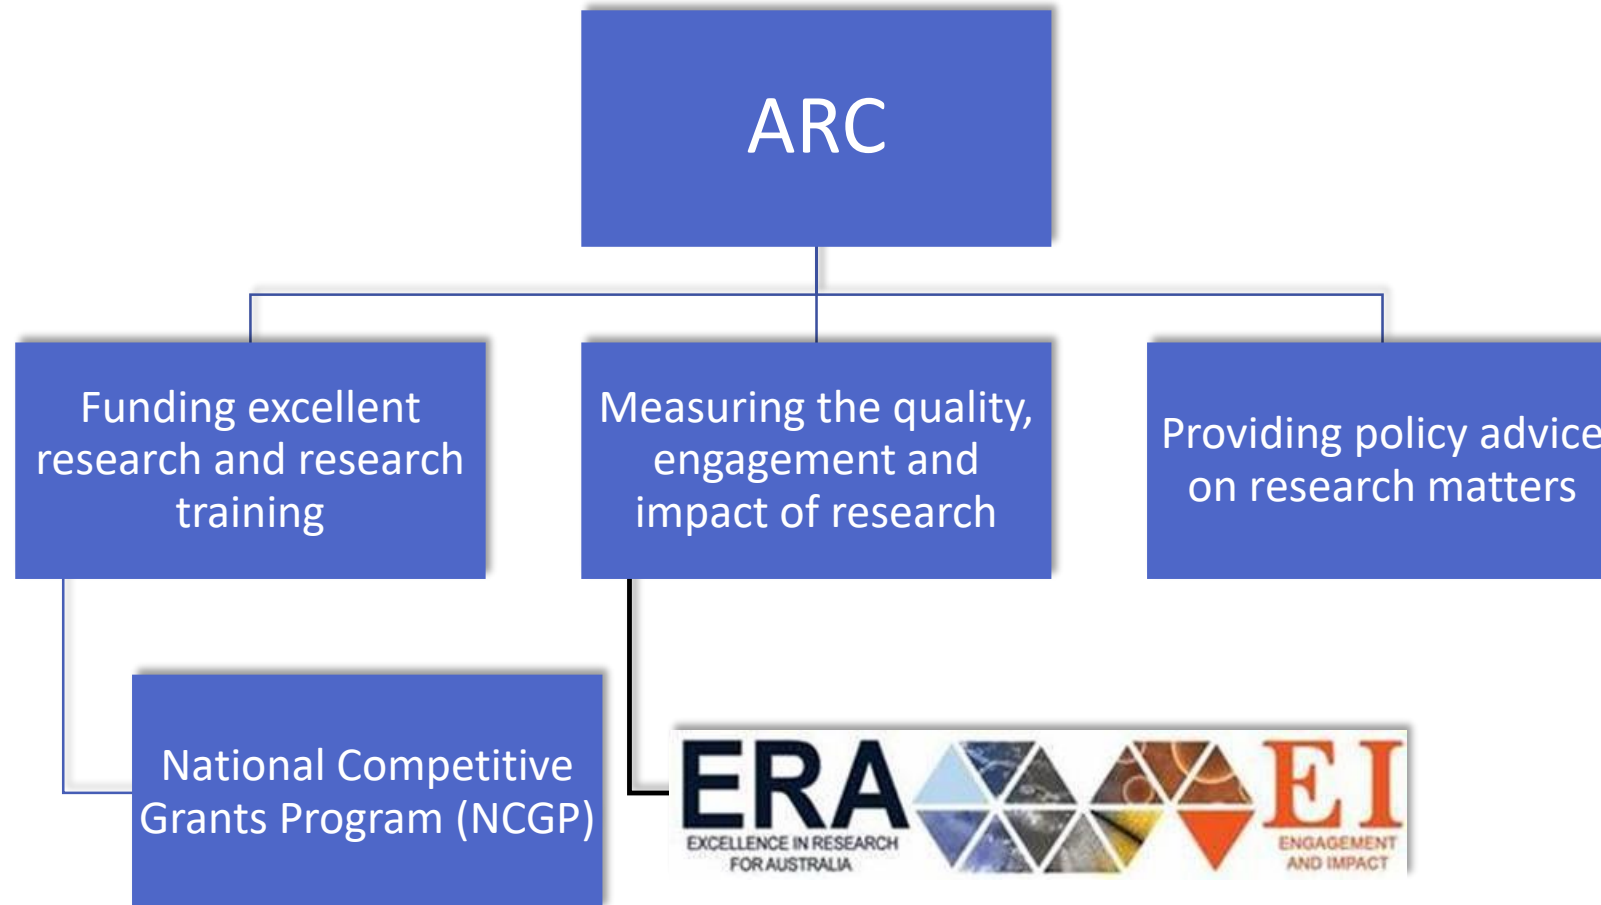 ARC
Funding excellent
research and research
training
Measuring the quality,
engagement and
impact of research
Providing policy advice
on research matters
National Competitive
Grants Program (NCGP)
ERA
EXCELLENCE IN RESEARCH
FOR AUSTRALIA
EI
ENGAGEMENT
AND IMPACT